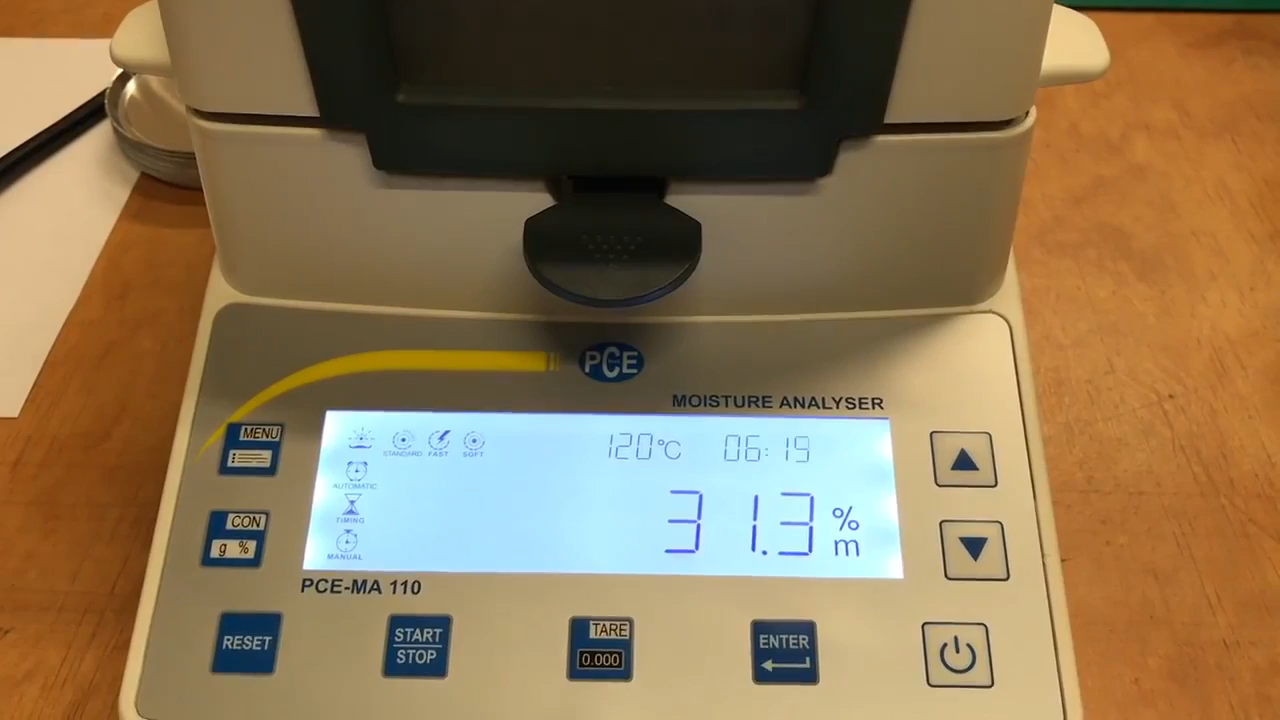 PCE
MOISTURE ANALYSER
MENU
STANDARD FAST SOFT
120°C 06:19
AUTOMATIC
TIMING
31.3 % m
MANUAL
CON
g %
PCE-MA 110
RESET
START
STOP
TARE
0.000
ENTER